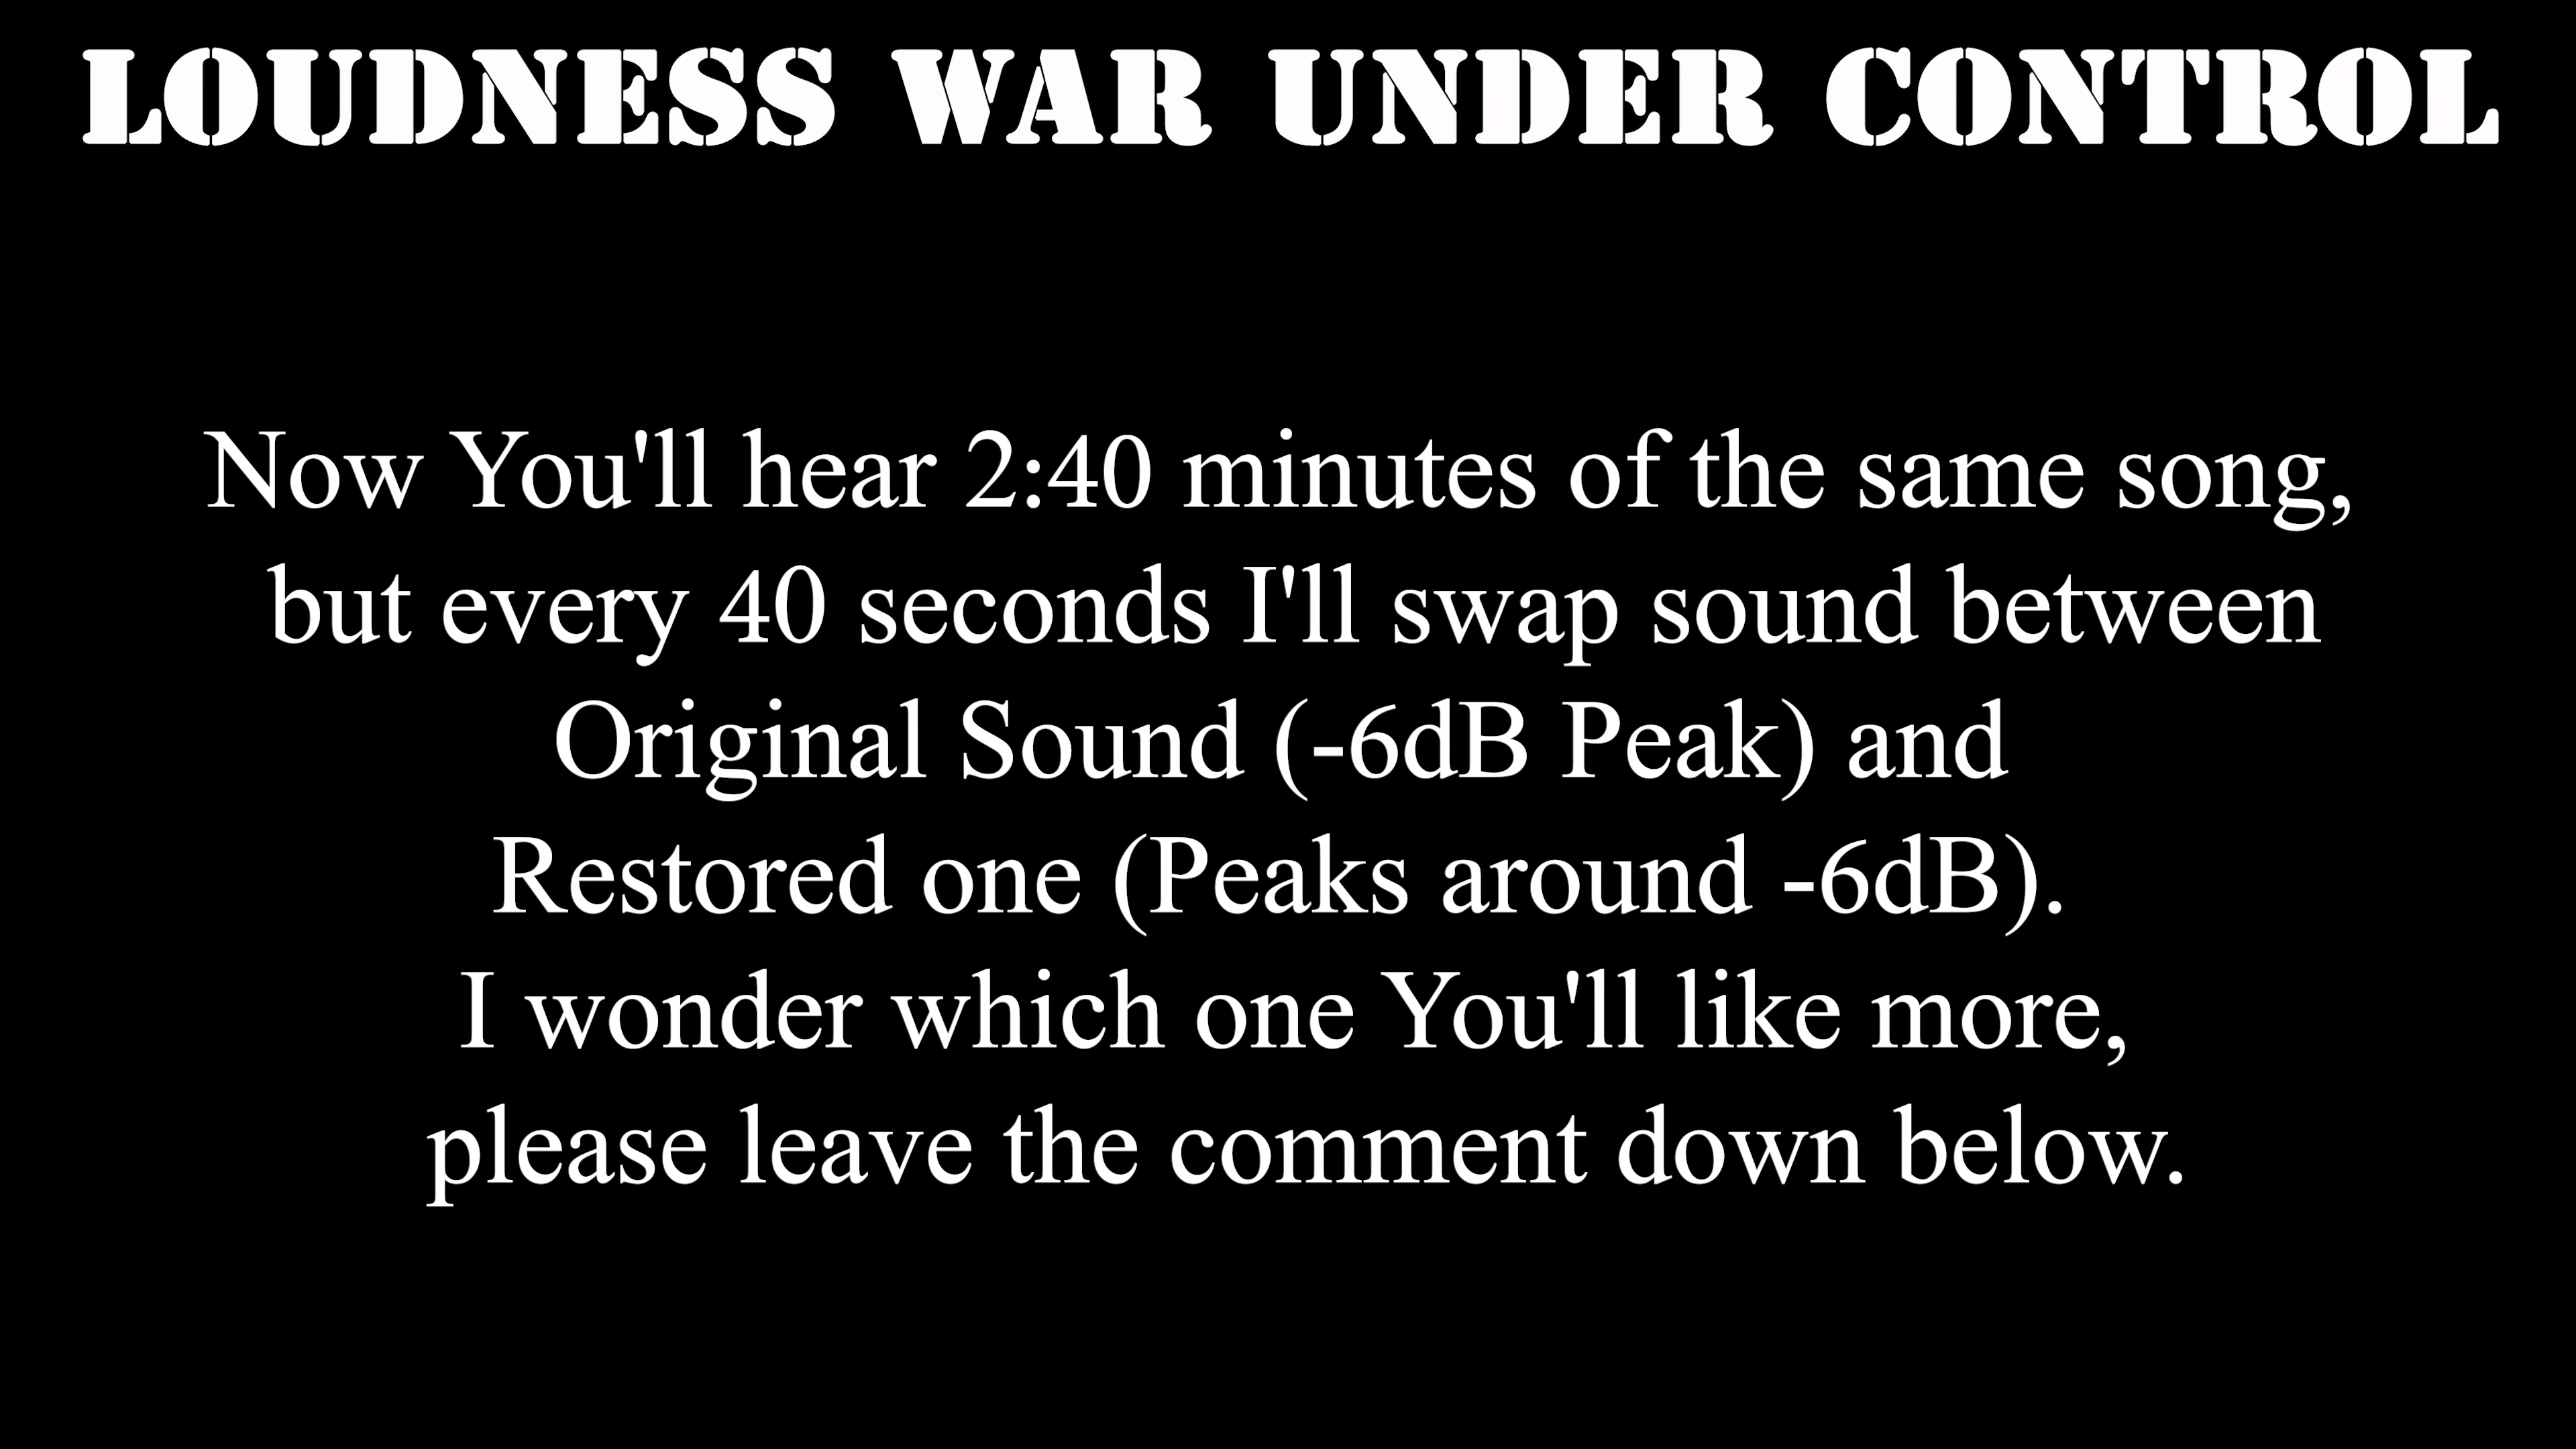 LOUDNESS WAR UNDER CONTROL
Now You'll hear 2:40 minutes of the same song,
but every 40 seconds I'll swap sound between
Original Sound (-6dB Peak) and
Restored one (Peaks around -6dB).
I wonder which one You'll like more,
please leave the comment down below.